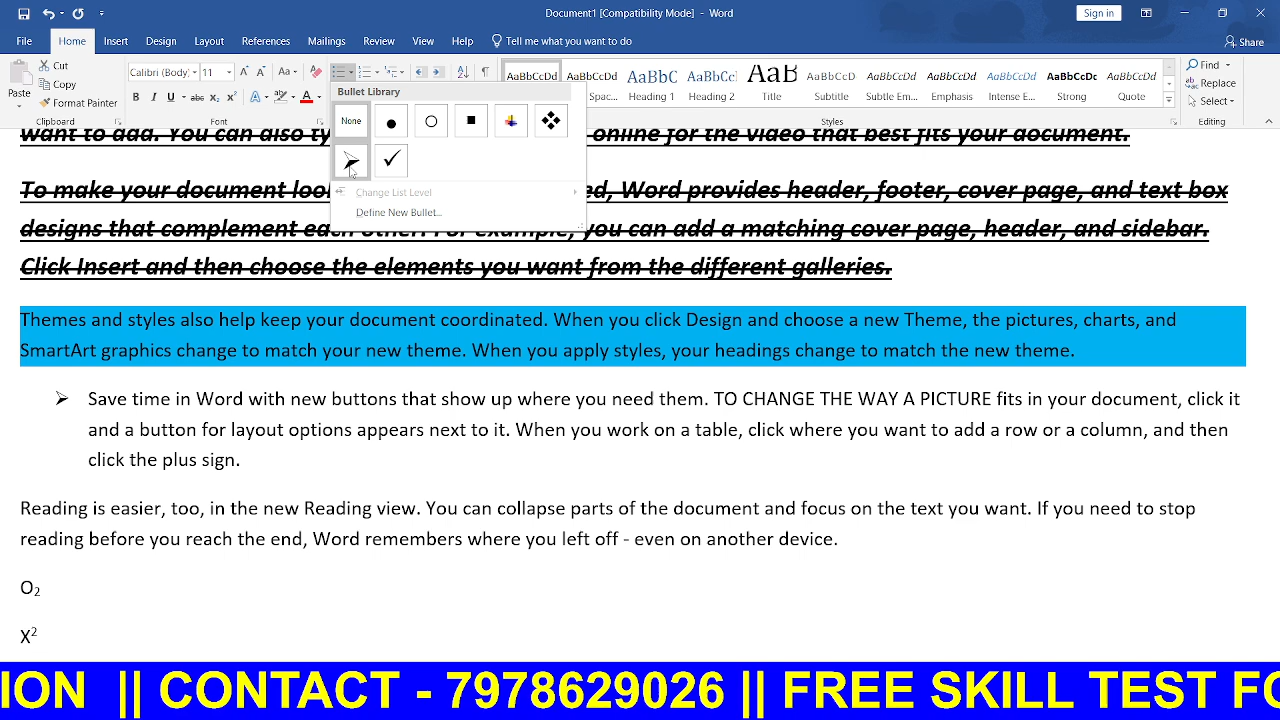 Document1 [Compatibility Mode] - Word
Sign in
File Home Insert Design Layout References Mailings Review View Help Tell me what you want to do Share
Paste
Cut
Copy
Format Painter
Clipboard
Calibri (Body) 11
Font
AaBbCcDd
AaBbCcDd Spac...
AaBbC Heading 1
AaBbCc Heading 2
AaB Title
AaBbCcD Subtitle
AaBbCcDd Subtle Em...
AaBbCcDd Emphasis
AaBbCcDd Intense E...
AaBbCcDc Strong
AaBbCcDd Quote
Styles
Find
Replace
Select
Editing
Bullet Library
None
Change List Level
Define New Bullet...
want to add. You can also ty online for the video that best fits your document.
To make your document loo ed, Word provides header, footer, cover page, and text box
designs that complement each other. For example, you can add a matching cover page, header, and sidebar.
Click Insert and then choose the elements you want from the different galleries.
Themes and styles also help keep your document coordinated. When you click Design and choose a new Theme, the pictures, charts, and
SmartArt graphics change to match your new theme. When you apply styles, your headings change to match the new theme.
Save time in Word with new buttons that show up where you need them. TO CHANGE THE WAY A PICTURE fits in your document, click it
and a button for layout options appears next to it. When you work on a table, click where you want to add a row or a column, and then
click the plus sign.
Reading is easier, too, in the new Reading view. You can collapse parts of the document and focus on the text you want. If you need to stop
reading before you reach the end, Word remembers where you left off - even on another device.
O₂
X²
ION || CONTACT - 7978629026 || FREE SKILL TEST FO